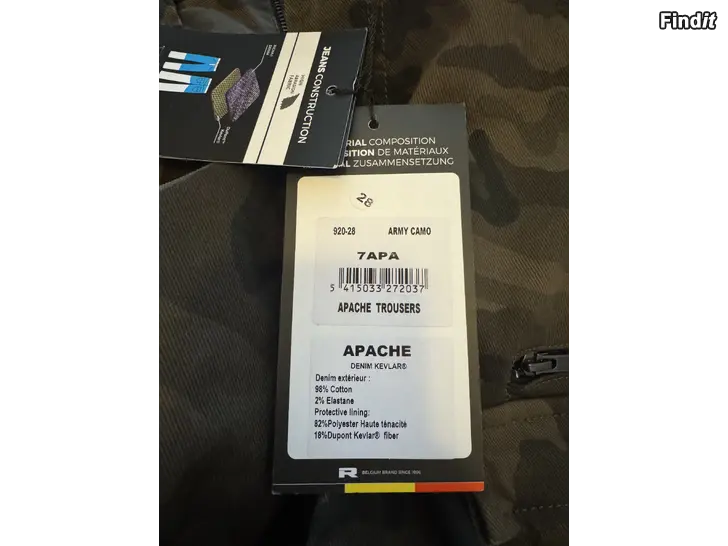 Findit
JEANS CONSTRUCTION
RIAL COMPOSITION
OSITION DE MATÉRIAUX
AL ZUSAMMENSETZUNG
28
920-28 ARMY CAMO
7APA
5 415033 272037
APACHE TROUSERS
APACHE
DENIM KEVLAR®
Denim extérieur :
98% Cotton
2% Elastane
Protective lining:
82%Polyester Haute ténacité
18%Dupont Kevlar® fiber
R BELGIUM BRAND SINCE